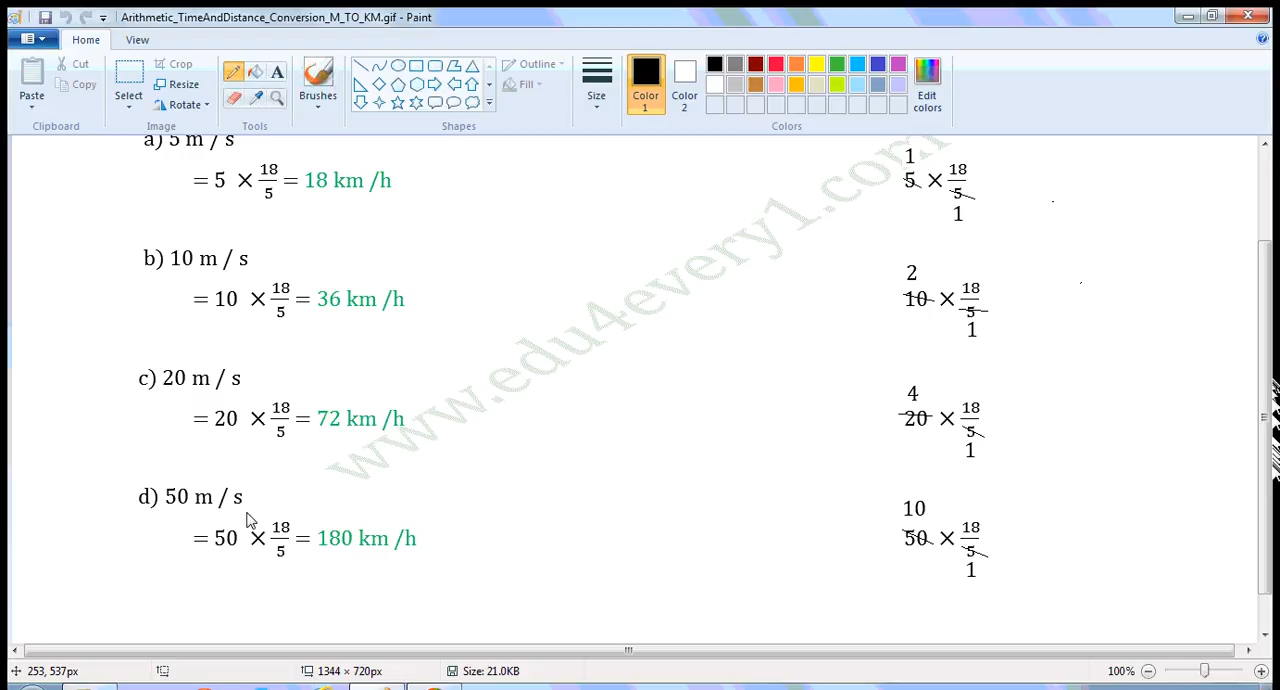 Arithmetic_TimeAndDistance_Conversion_M_TO_KM.gif - Paint
Home View
Paste Cut Copy Clipboard
Select Crop Resize Rotate Image
A Tools
Brushes
Shapes Outline Fill
Size
Color 1 Color 2 Edit colors Colors
a) 5 m / s
= 5 × 18/5 = 18 km /h
1
5 × 18/5
1
b) 10 m / s
= 10 × 18/5 = 36 km /h
2
10 × 18/5
1
c) 20 m / s
= 20 × 18/5 = 72 km /h
4
20 × 18/5
1
d) 50 m / s
= 50 × 18/5 = 180 km /h
10
50 × 18/5
1
www.edu4every1.com
253, 537px 1344 × 720px Size: 21.0KB 100%